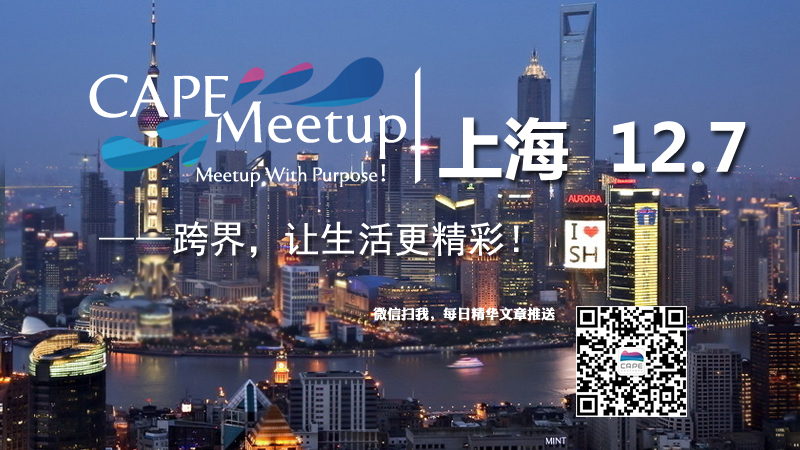 CAPE
Meetup
Meetup With Purpose!
上海 12.7
——跨界，让生活更精彩！
AURORA
I ❤
SH
微信扫我，每日精华文章推送
CAPE
MINT